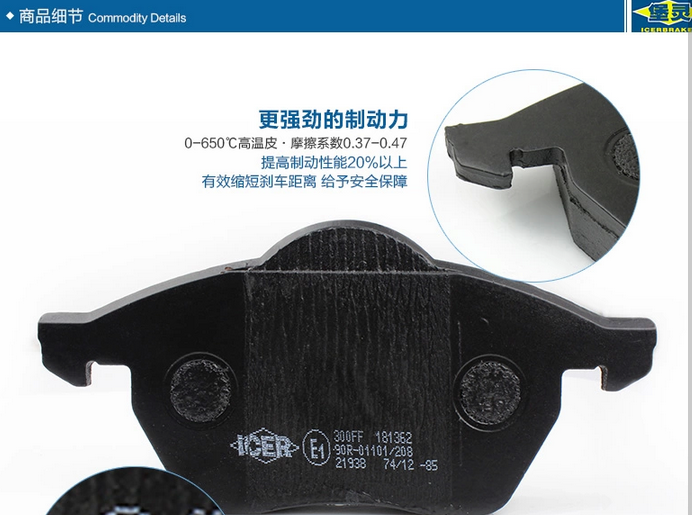 商品细节 Commodity Details
堡灵
ICERBRAKE
更强劲的制动力
0-650℃高温皮·摩擦系数0.37-0.47
提高制动性能20%以上
有效缩短刹车距离 给予安全保障
ICER
E1
300FF 181362
90R-01101/208
21938 74/12 -85